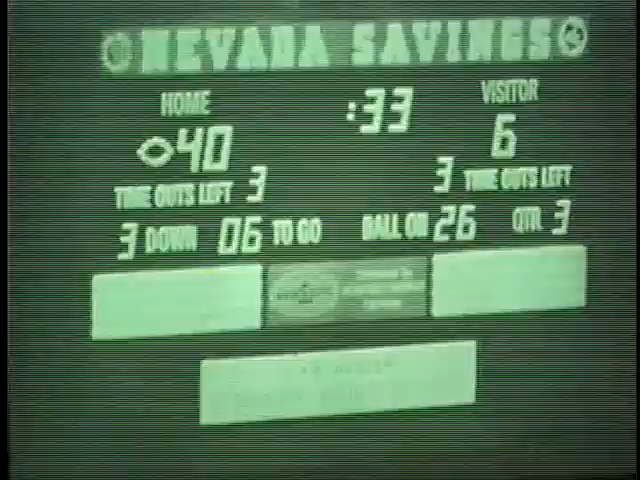 NEVADA SAVINGS
HOME :33 VISITOR
40 6
TIME OUTS LEFT 3 3 TIME OUTS LEFT
3 DOWN 06 TO GO BALL ON 26 QTR 3